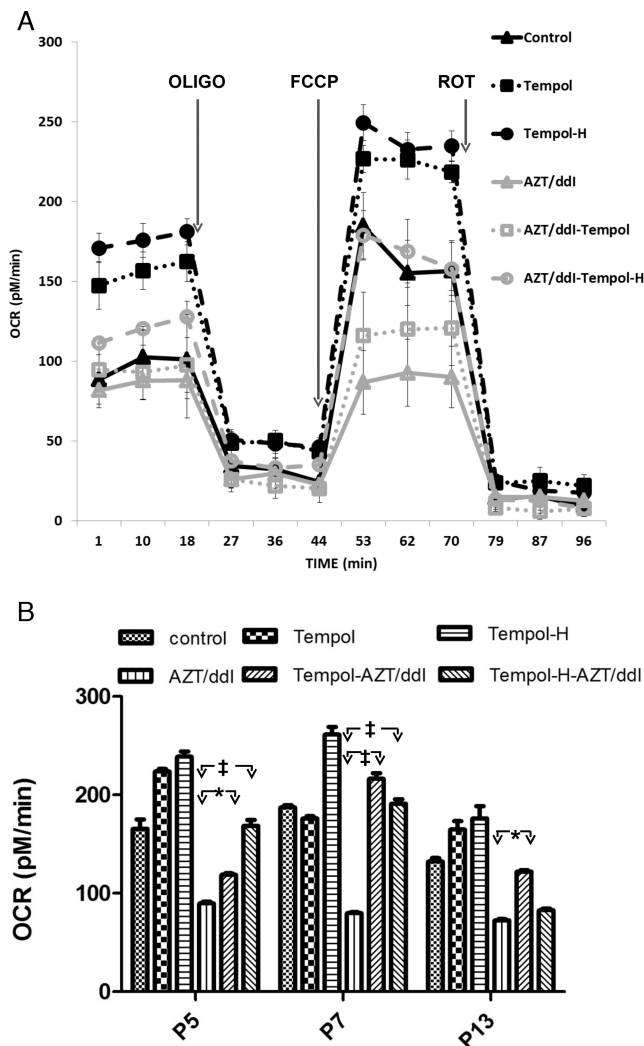 A
300
250
200
150
100
50
0
OCR (pM/min)
OLIGO
FCCP
ROT
Control
Tempol
Tempol-H
AZT/ddI
AZT/ddI-Tempol
AZT/ddI-Tempol-H
1 10 18 27 36 44 53 62 70 79 87 96
TIME (min)
B
control Tempol Tempol-H
AZT/ddI Tempol-AZT/ddI Tempol-H-AZT/ddI
300
200
100
0
OCR (pM/min)
‡
*
‡
‡
*
P5 P7 P13